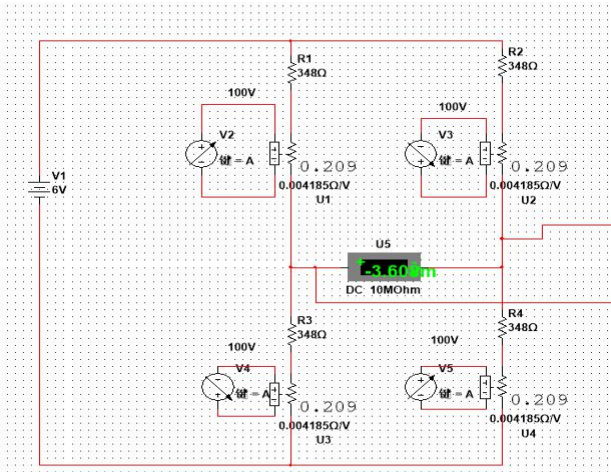 R1
348Ω
R2
348Ω
100V
100V
V2
键 = A
V3
键 = A
0.209
0.209
0.004185Ω/V
0.004185Ω/V
U1
U2
V1
6V
U5
DC 10MOhm
R3
348Ω
R4
348Ω
100V
100V
V4
键 = A
V5
键 = A
0.209
0.209
0.004185Ω/V
0.004185Ω/V
U3
U4